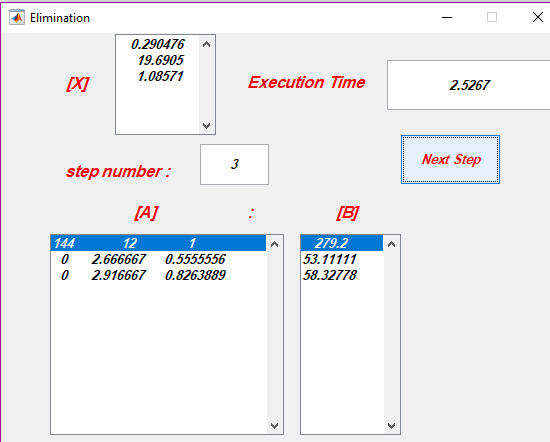 Elimination
0.290476
19.6905
1.08571
[X]
Execution Time
2.5267
step number :
3
Next Step
[A] : [B]
144 12 1 279.2
0 2.666667 0.5555556 53.11111
0 2.916667 0.8263889 58.32778